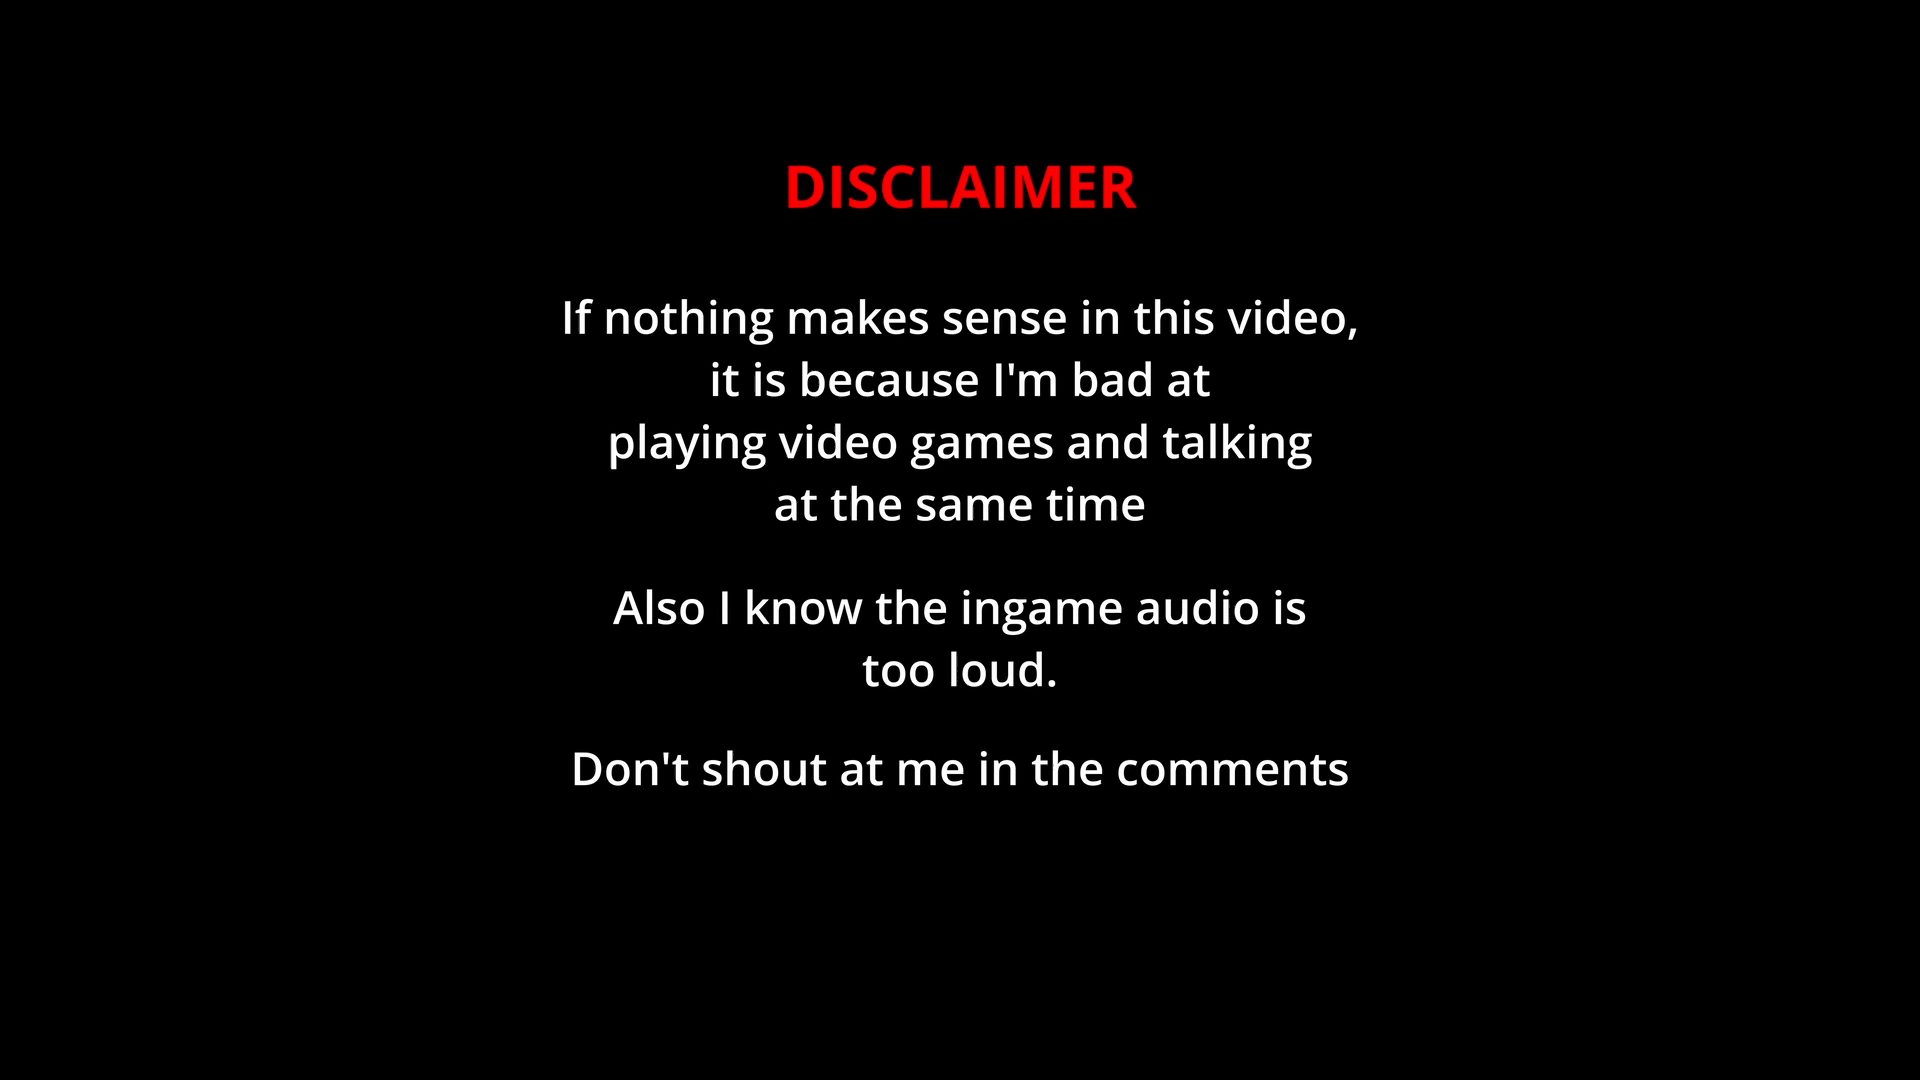 DISCLAIMER
If nothing makes sense in this video,
it is because I'm bad at
playing video games and talking
at the same time
Also I know the ingame audio is
too loud.
Don't shout at me in the comments